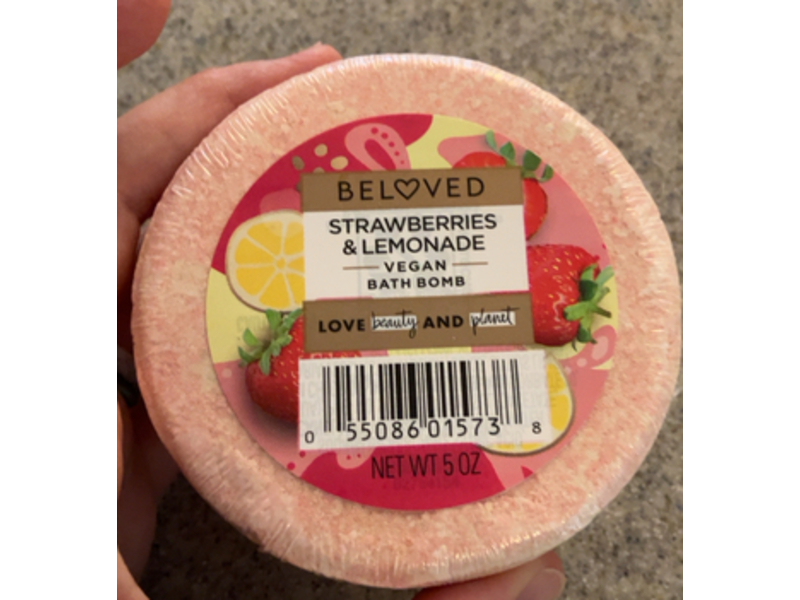 BELOVED
STRAWBERRIES
& LEMONADE
VEGAN
BATH BOMB
LOVE beauty AND planet
0 55086 01573 8
NET WT 5 OZ